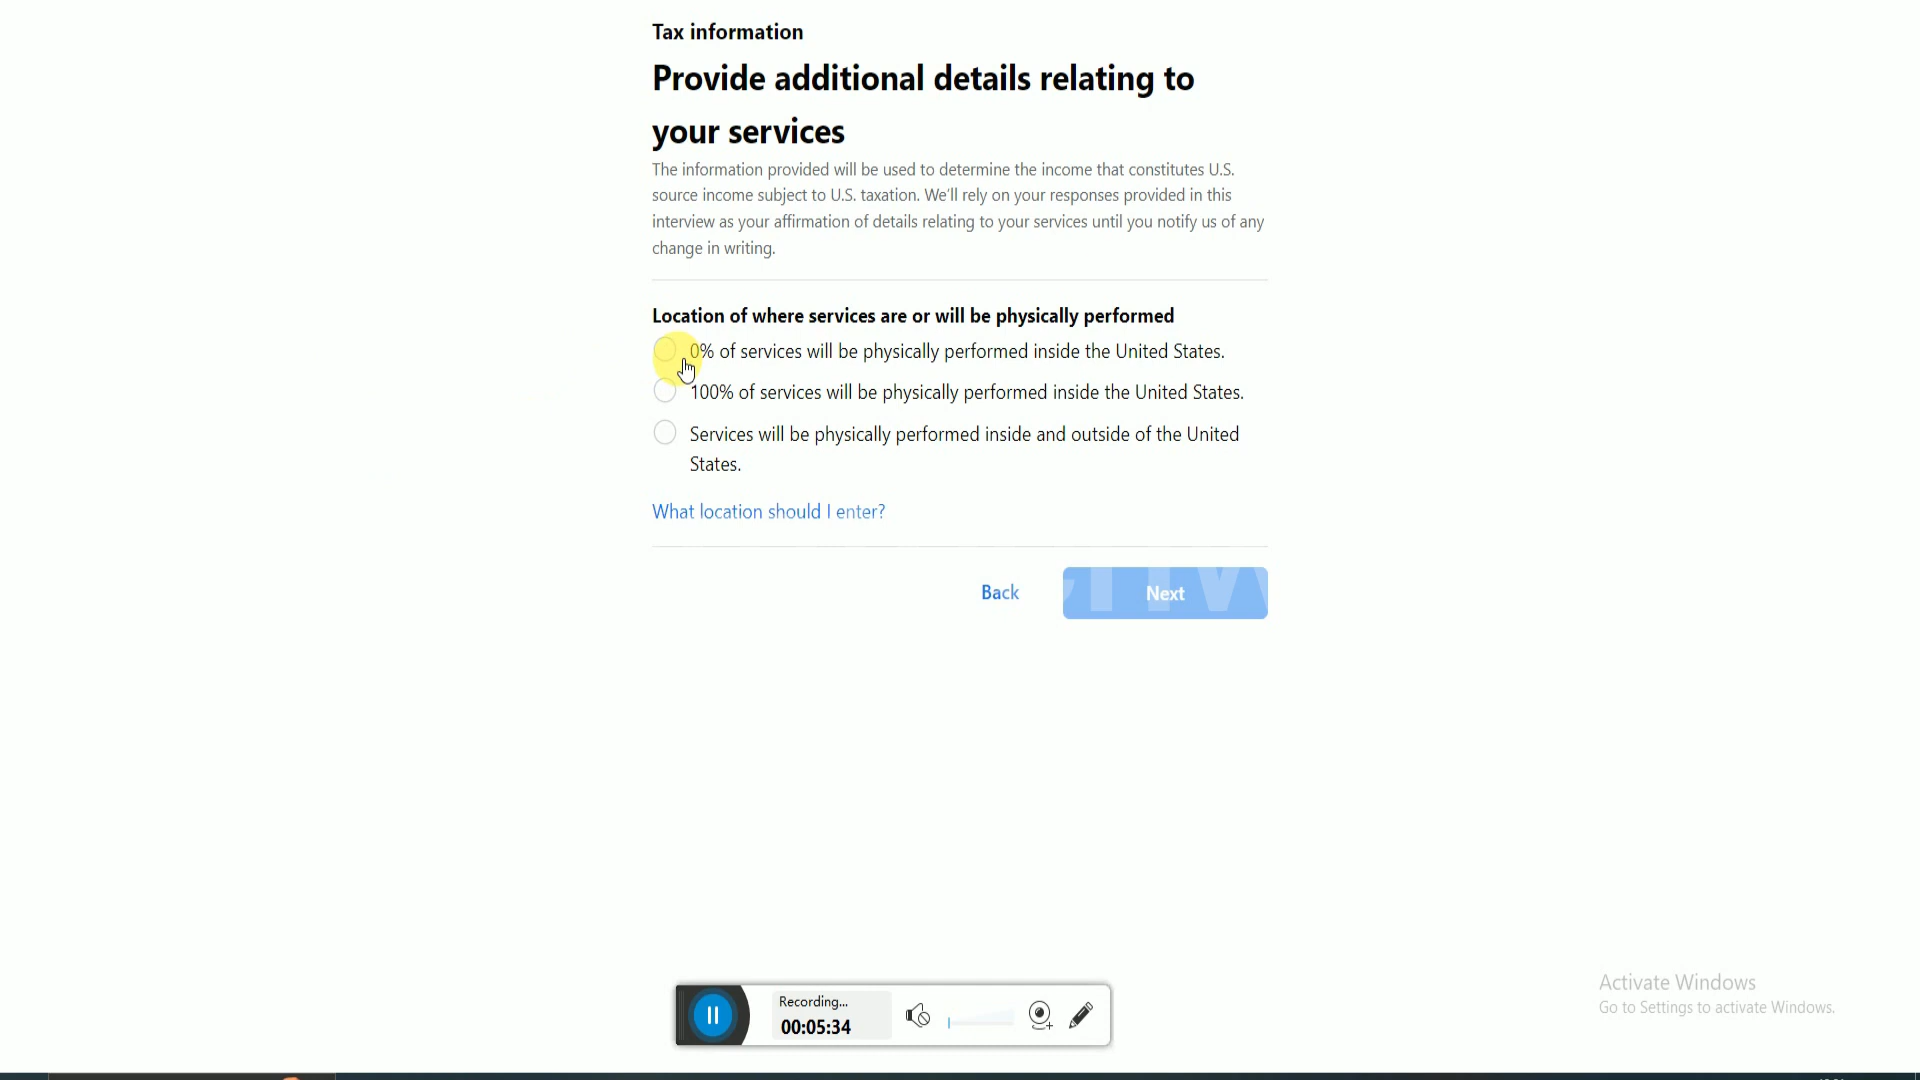 Tax information
Provide additional details relating to
your services
The information provided will be used to determine the income that constitutes U.S.
source income subject to U.S. taxation. We'll rely on your responses provided in this
interview as your affirmation of details relating to your services until you notify us of any
change in writing.
Location of where services are or will be physically performed
0% of services will be physically performed inside the United States.
100% of services will be physically performed inside the United States.
Services will be physically performed inside and outside of the United
States.
What location should I enter?
Back
Next
Recording...
00:05:34
Activate Windows
Go to Settings to activate Windows.